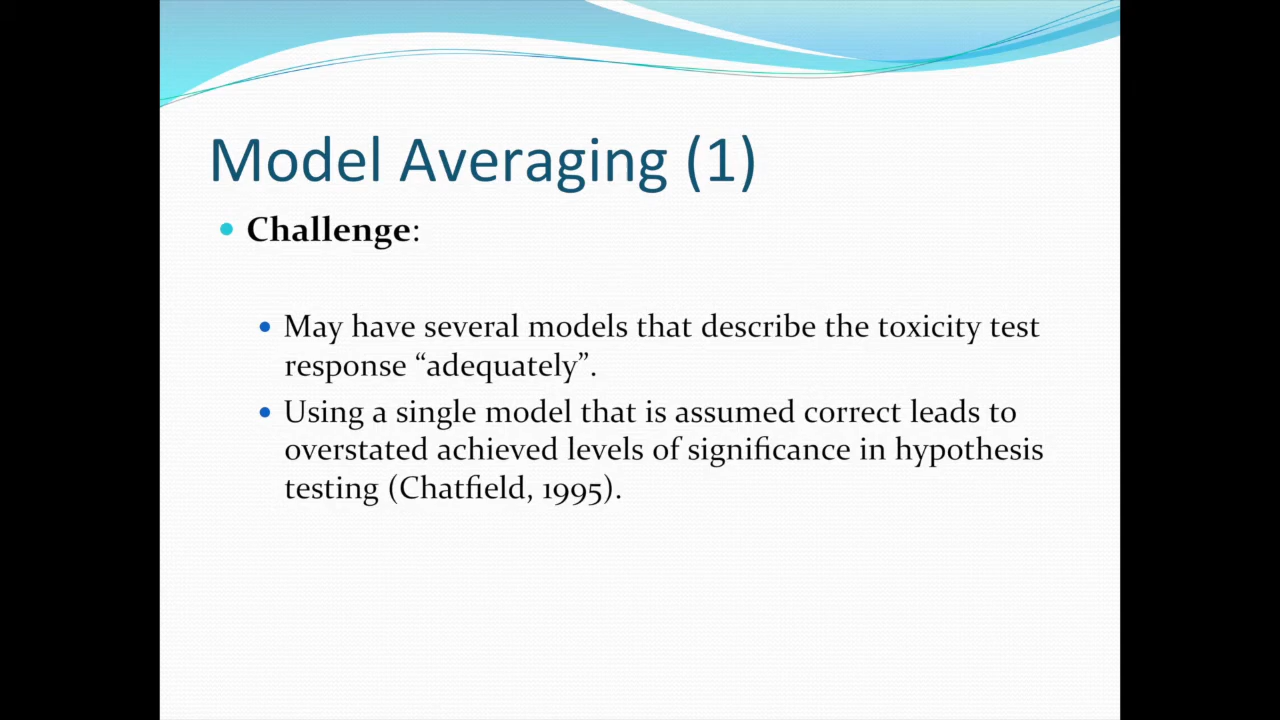 Model Averaging (1)
• Challenge:
• May have several models that describe the toxicity test
response “adequately”.
• Using a single model that is assumed correct leads to
overstated achieved levels of significance in hypothesis
testing (Chatfield, 1995).